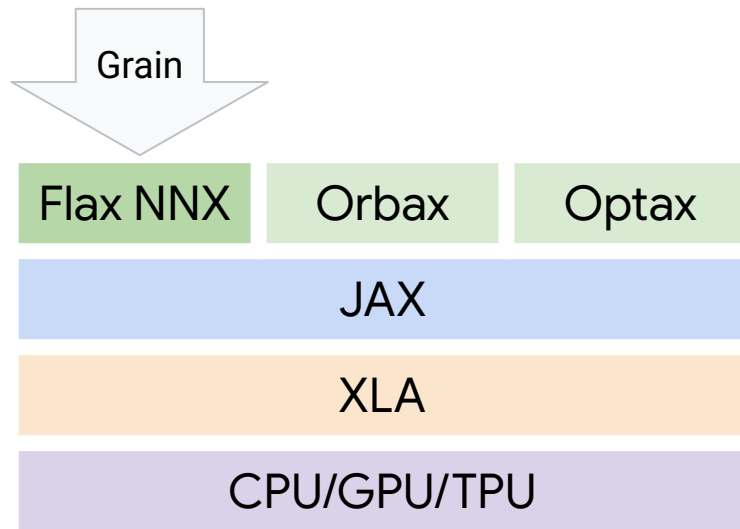 Grain
Flax NNX
Orbax
Optax
JAX
XLA
CPU/GPU/TPU